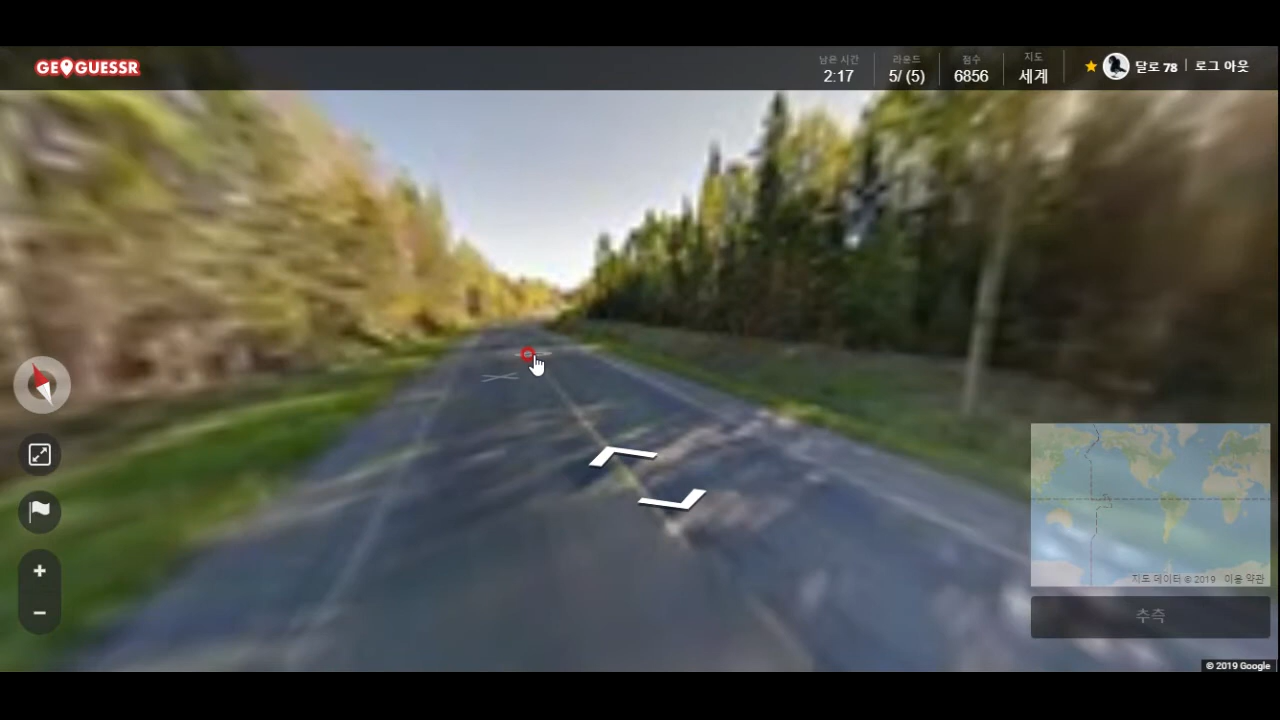 GEOGUESSR
남은 시간
2:17
라운드
5/ (5)
점수
6856
지도
세계
달로 78 | 로그 아웃
지도 데이터 © 2019 이용 약관
추측
© 2019 Google